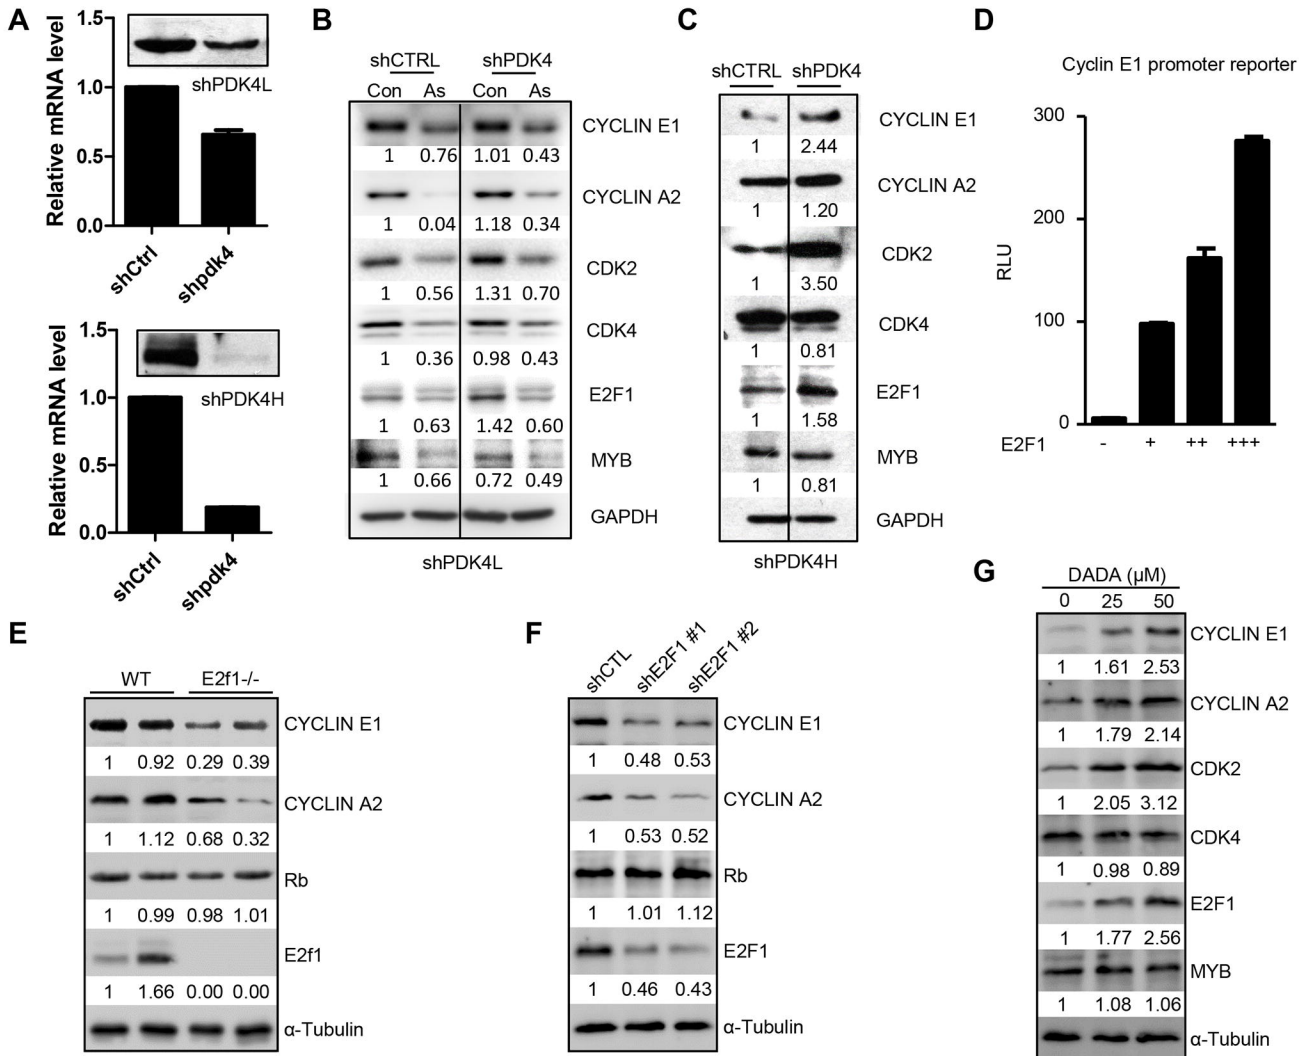 A
Relative mRNA level
1.5
1.0
0.5
0.0
shPDK4L
shCtrl
shpdk4
Relative mRNA level
1.5
1.0
0.5
0.0
shPDK4H
shCtrl
shpdk4
B
shCTRL shPDK4
Con As Con As
CYCLIN E1
1 0.76 1.01 0.43
CYCLIN A2
1 0.04 1.18 0.34
CDK2
1 0.56 1.31 0.70
CDK4
1 0.36 0.98 0.43
E2F1
1 0.63 1.42 0.60
MYB
1 0.66 0.72 0.49
GAPDH
shPDK4L
C
shCTRL shPDK4
CYCLIN E1
1 2.44
CYCLIN A2
1 1.20
CDK2
1 3.50
CDK4
1 0.81
E2F1
1 1.58
MYB
1 0.81
GAPDH
shPDK4H
D
Cyclin E1 promoter reporter
RLU
300
200
100
0
E2F1 - + ++ +++
E
WT E2f1-/-
CYCLIN E1
1 0.92 0.29 0.39
CYCLIN A2
1 1.12 0.68 0.32
Rb
1 0.99 0.98 1.01
E2f1
1 1.66 0.00 0.00
α-Tubulin
F
shCTL shE2F1 #1 shE2F1 #2
CYCLIN E1
1 0.48 0.53
CYCLIN A2
1 0.53 0.52
Rb
1 1.01 1.12
E2F1
1 0.46 0.43
α-Tubulin
G
DADA (μM)
0 25 50
CYCLIN E1
1 1.61 2.53
CYCLIN A2
1 1.79 2.14
CDK2
1 2.05 3.12
CDK4
1 0.98 0.89
E2F1
1 1.77 2.56
MYB
1 1.08 1.06
α-Tubulin